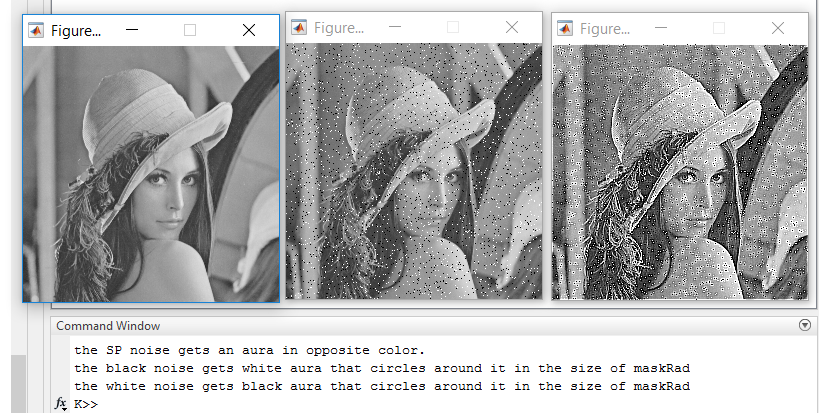 Figure...
Figure...
Figure...
Command Window
the SP noise gets an aura in opposite color.
the black noise gets white aura that circles around it in the size of maskRad
the white noise gets black aura that circles around it in the size of maskRad
fx K>>